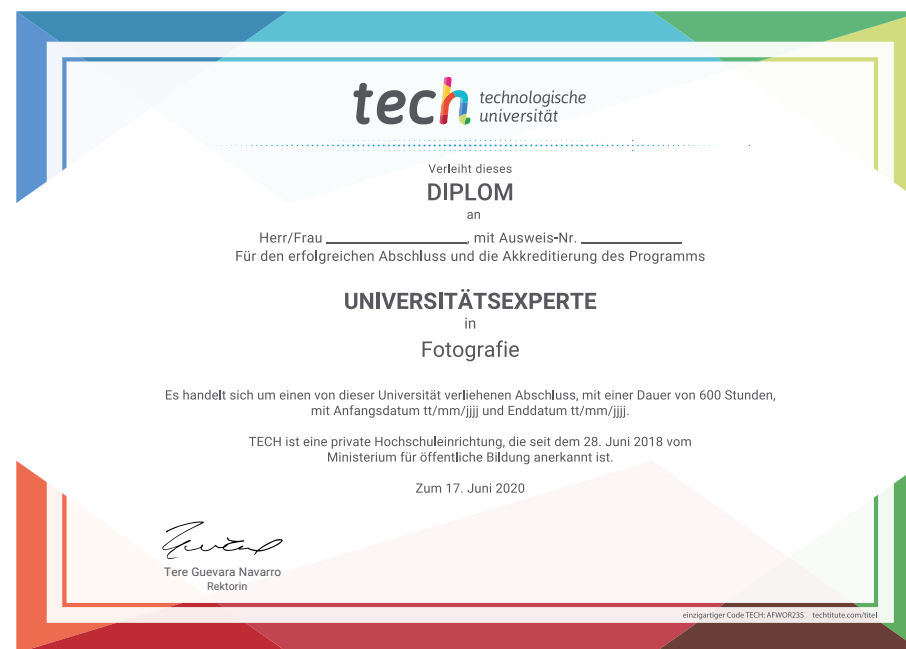 tech technologische
universität
Verleiht dieses
DIPLOM
an
Herr/Frau ____________________, mit Ausweis-Nr. ______________
Für den erfolgreichen Abschluss und die Akkreditierung des Programms
UNIVERSITÄTSEXPERTE
in
Fotografie
Es handelt sich um einen von dieser Universität verliehenen Abschluss, mit einer Dauer von 600 Stunden,
mit Anfangsdatum tt/mm/jjjj und Enddatum tt/mm/jjjj.
TECH ist eine private Hochschuleinrichtung, die seit dem 28. Juni 2018 vom
Ministerium für öffentliche Bildung anerkannt ist.
Zum 17. Juni 2020
Tere Guevara Navarro
Rektorin
einzigartiger Code TECH: AFWOR23S techtitute.com/titel